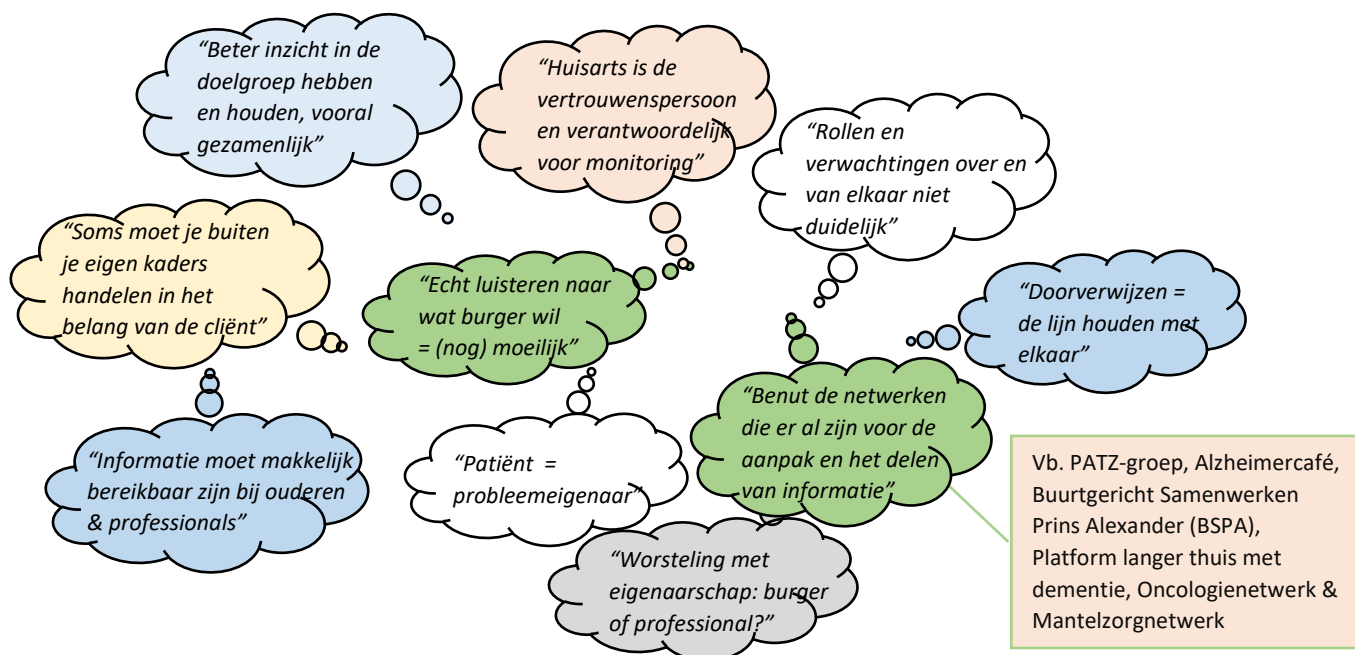 “Beter inzicht in de
doelgroep hebben
en houden, vooral
gezamenlijk”
“Huisarts is de
vertrouwenspersoon
en verantwoordelijk
voor monitoring”
“Rollen en
verwachtingen over en
van elkaar niet
duidelijk”
“Soms moet je buiten
je eigen kaders
handelen in het
belang van de cliënt”
“Echt luisteren naar
wat burger wil
= (nog) moeilijk”
“Doorverwijzen =
de lijn houden met
elkaar”
“Informatie moet makkelijk
bereikbaar zijn bij ouderen
& professionals”
“Patiënt =
probleemeigenaar”
“Benut de netwerken
die er al zijn voor de
aanpak en het delen
van informatie”
Vb. PATZ-groep, Alzheimercafé,
Buurtgericht Samenwerken
Prins Alexander (BSPA),
Platform langer thuis met
dementie, Oncologienetwerk &
Mantelzorgnetwerk
“Worsteling met
eigenaarschap: burger
of professional?”